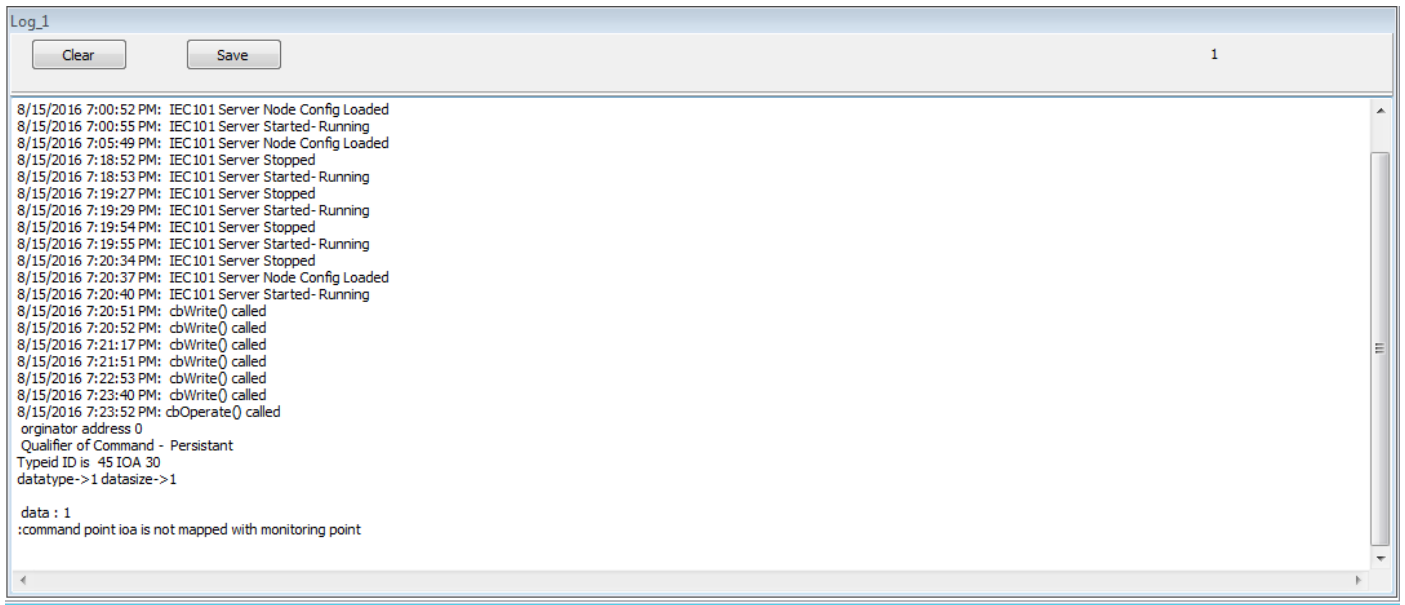 Log_1
Clear
Save
1
8/15/2016 7:00:52 PM:  IEC101 Server Node Config Loaded
8/15/2016 7:00:55 PM:  IEC101 Server Started- Running
8/15/2016 7:05:49 PM:  IEC101 Server Node Config Loaded
8/15/2016 7:18:52 PM:  IEC101 Server Stopped
8/15/2016 7:18:53 PM:  IEC101 Server Started- Running
8/15/2016 7:19:27 PM:  IEC101 Server Stopped
8/15/2016 7:19:29 PM:  IEC101 Server Started- Running
8/15/2016 7:19:54 PM:  IEC101 Server Stopped
8/15/2016 7:19:55 PM:  IEC101 Server Started- Running
8/15/2016 7:20:34 PM:  IEC101 Server Stopped
8/15/2016 7:20:37 PM:  IEC101 Server Node Config Loaded
8/15/2016 7:20:40 PM:  IEC101 Server Started- Running
8/15/2016 7:20:51 PM:  cbWrite() called
8/15/2016 7:20:52 PM:  cbWrite() called
8/15/2016 7:21:17 PM:  cbWrite() called
8/15/2016 7:21:51 PM:  cbWrite() called
8/15/2016 7:22:53 PM:  cbWrite() called
8/15/2016 7:23:40 PM:  cbWrite() called
8/15/2016 7:23:52 PM: cbOperate() called
orginator address 0
Qualifier of Command -  Persistant
Typeid ID is  45 IOA 30
datatype->1 datasize->1
data : 1
:command point ioa is not mapped with monitoring point